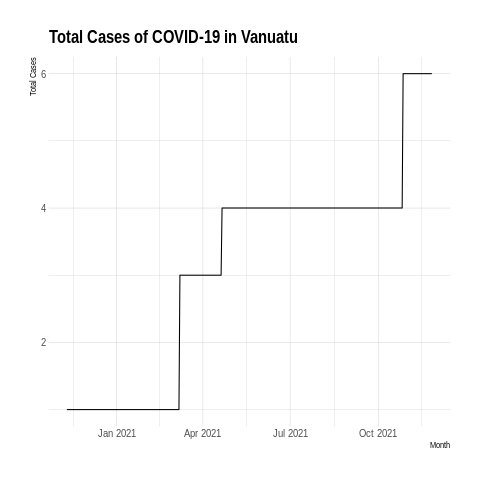 Total Cases of COVID-19 in Vanuatu
Total Cases
6
4
2
Jan 2021 Apr 2021 Jul 2021 Oct 2021
Month